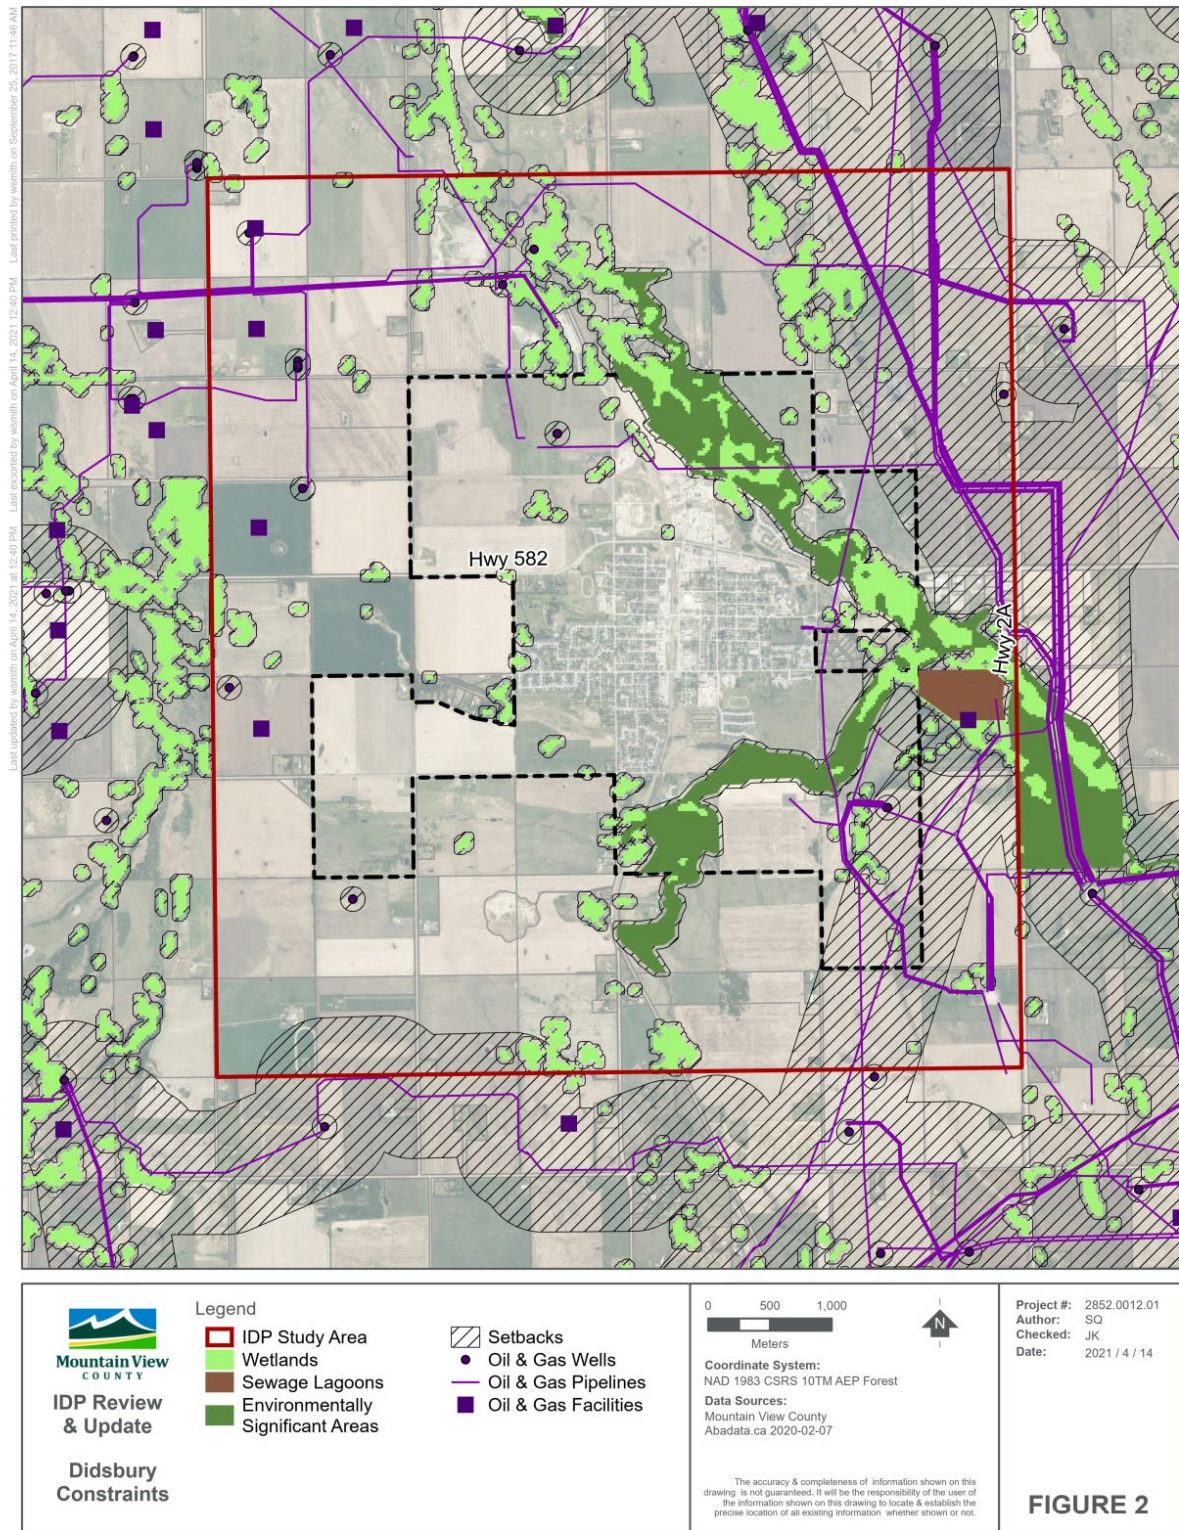 Last updated by wsmith on April 14, 2021 at 12:40 PM   Last exported by wsmith on April 14, 2021 12:40 PM   Last printed by wsmith on September 25, 2017 11:46 AM
Hwy 582
Hwy 2A
Mountain View
COUNTY
IDP Review
& Update
Didsbury
Constraints
Legend
IDP Study Area
Wetlands
Sewage Lagoons
Environmentally
Significant Areas
Setbacks
Oil & Gas Wells
Oil & Gas Pipelines
Oil & Gas Facilities
0 500 1,000
Meters
N
Coordinate System:
NAD 1983 CSRS 10TM AEP Forest
Data Sources:
Mountain View County
Abadata.ca 2020-02-07
The accuracy & completeness of information shown on this
drawing is not guaranteed. It will be the responsibility of the user of
the information shown on this drawing to locate & establish the
precise location of all existing information whether shown or not.
Project #: 2852.0012.01
Author: SQ
Checked: JK
Date: 2021 / 4 / 14
FIGURE 2